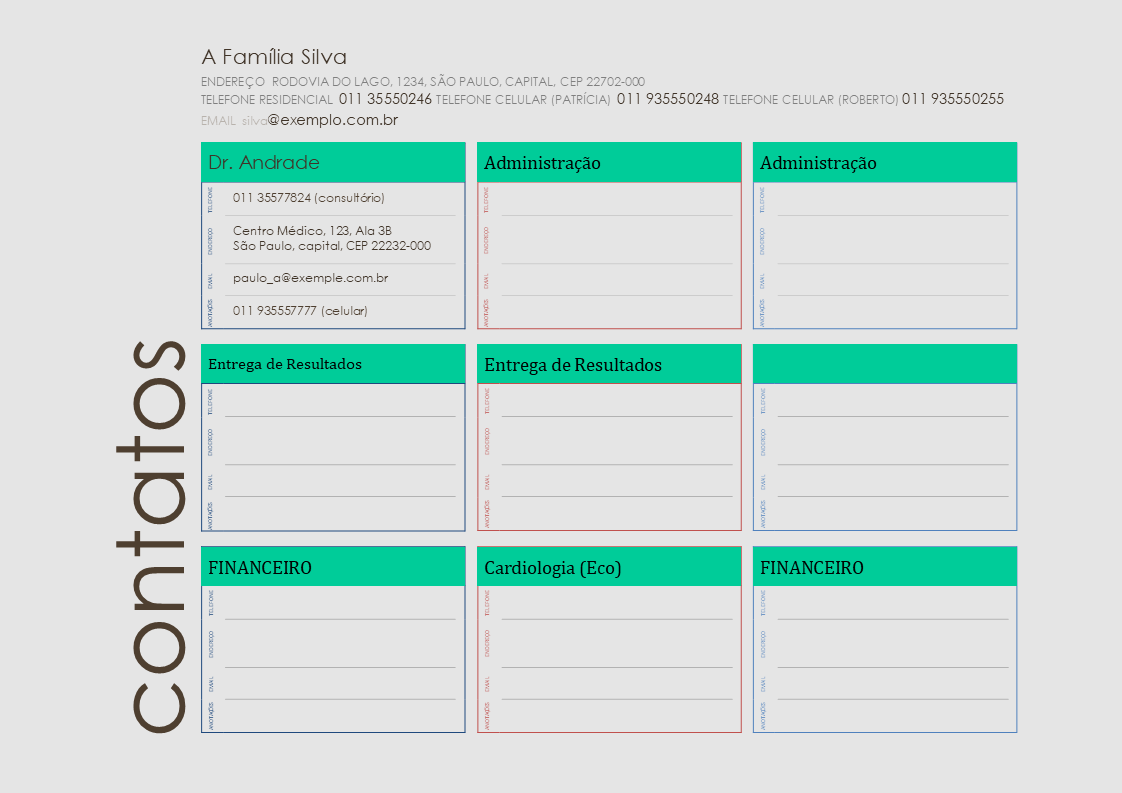 A Família Silva
ENDEREÇO RODOVIA DO LAGO, 1234, SÃO PAULO, CAPITAL, CEP 22702-000
TELEFONE RESIDENCIAL 011 35550246 TELEFONE CELULAR (PATRÍCIA) 011 935550248 TELEFONE CELULAR (ROBERTO) 011 935550255
EMAIL silva@exemplo.com.br
contatos
Dr. Andrade
TELEFONE
011 35577824 (consultório)
ENDEREÇO
Centro Médico, 123, Ala 3B
São Paulo, capital, CEP 22232-000
EMAIL
paulo_a@exemple.com.br
ANOTAÇÕES
011 935557777 (celular)
Administração
TELEFONE
ENDEREÇO
EMAIL
ANOTAÇÕES
Administração
TELEFONE
ENDEREÇO
EMAIL
ANOTAÇÕES
Entrega de Resultados
TELEFONE
ENDEREÇO
EMAIL
ANOTAÇÕES
Entrega de Resultados
TELEFONE
ENDEREÇO
EMAIL
ANOTAÇÕES
TELEFONE
ENDEREÇO
EMAIL
ANOTAÇÕES
FINANCEIRO
TELEFONE
ENDEREÇO
EMAIL
ANOTAÇÕES
Cardiologia (Eco)
TELEFONE
ENDEREÇO
EMAIL
ANOTAÇÕES
FINANCEIRO
TELEFONE
ENDEREÇO
EMAIL
ANOTAÇÕES